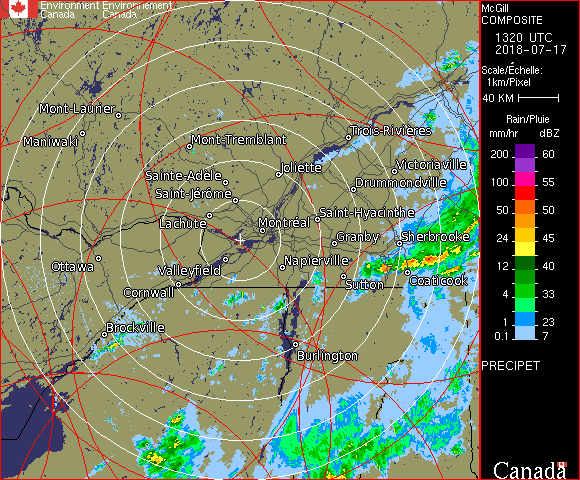 Environment Environnement
Canada Canada
McGill
COMPOSITE
1320 UTC
2018-07-17
Scale/Échelle:
1km/Pixel
40 KM
Rain/Pluie
mm/hr dBZ
200 60
155
100 55
50 50
24 45
12 40
4 33
1 23
0.1 7
PRECIPET
Canada
Mont-Laurier
Maniwaki
Mont-Tremblant
Trois-Rivières
Sainte-Adèle
Joliette
Victoriaville
Saint-Jérôme
Drummondville
Lachute
Montréal
Saint-Hyacinthe
Granby
Sherbrooke
Ottawa
Valleyfield
Napierville
Cornwall
Sutton
Coaticook
Brockville
Burlington